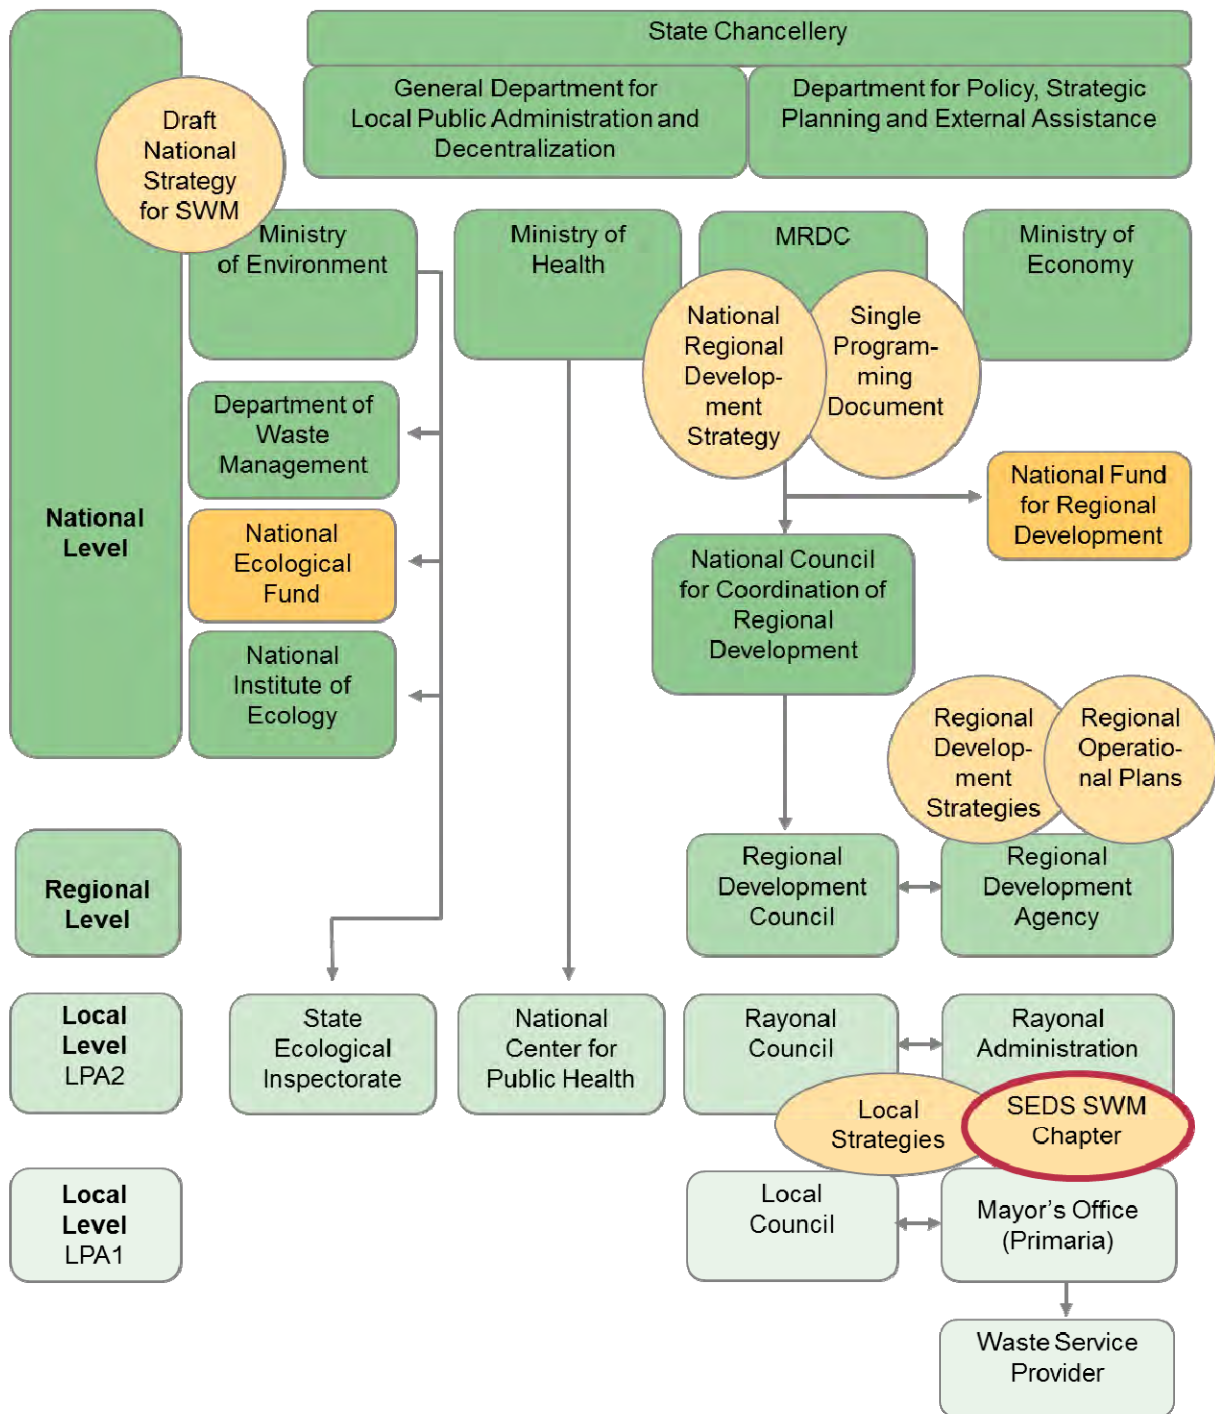 State Chancellery
General Department for
Local Public Administration and
Decentralization
Department for Policy, Strategic
Planning and External Assistance
Draft
National
Strategy
for SWM
Ministry
of Environment
Ministry of
Health
MRDC
Ministry of
Economy
National
Regional
Develop-
ment
Strategy
Single
Program-
ming
Document
Department of
Waste
Management
National
Level
National
Ecological
Fund
National Fund
for Regional
Development
National Council
for Coordination of
Regional
Development
National
Institute of
Ecology
Regional
Develop-
ment
Strategies
Regional
Operatio-
nal Plans
Regional
Level
Regional
Development
Council
Regional
Development
Agency
Local
Level
LPA2
State
Ecological
Inspectorate
National
Center for
Public Health
Rayonal
Council
Rayonal
Administration
Local
Strategies
SEDS SWM
Chapter
Local
Level
LPA1
Local
Council
Mayor's Office
(Primaria)
Waste Service
Provider